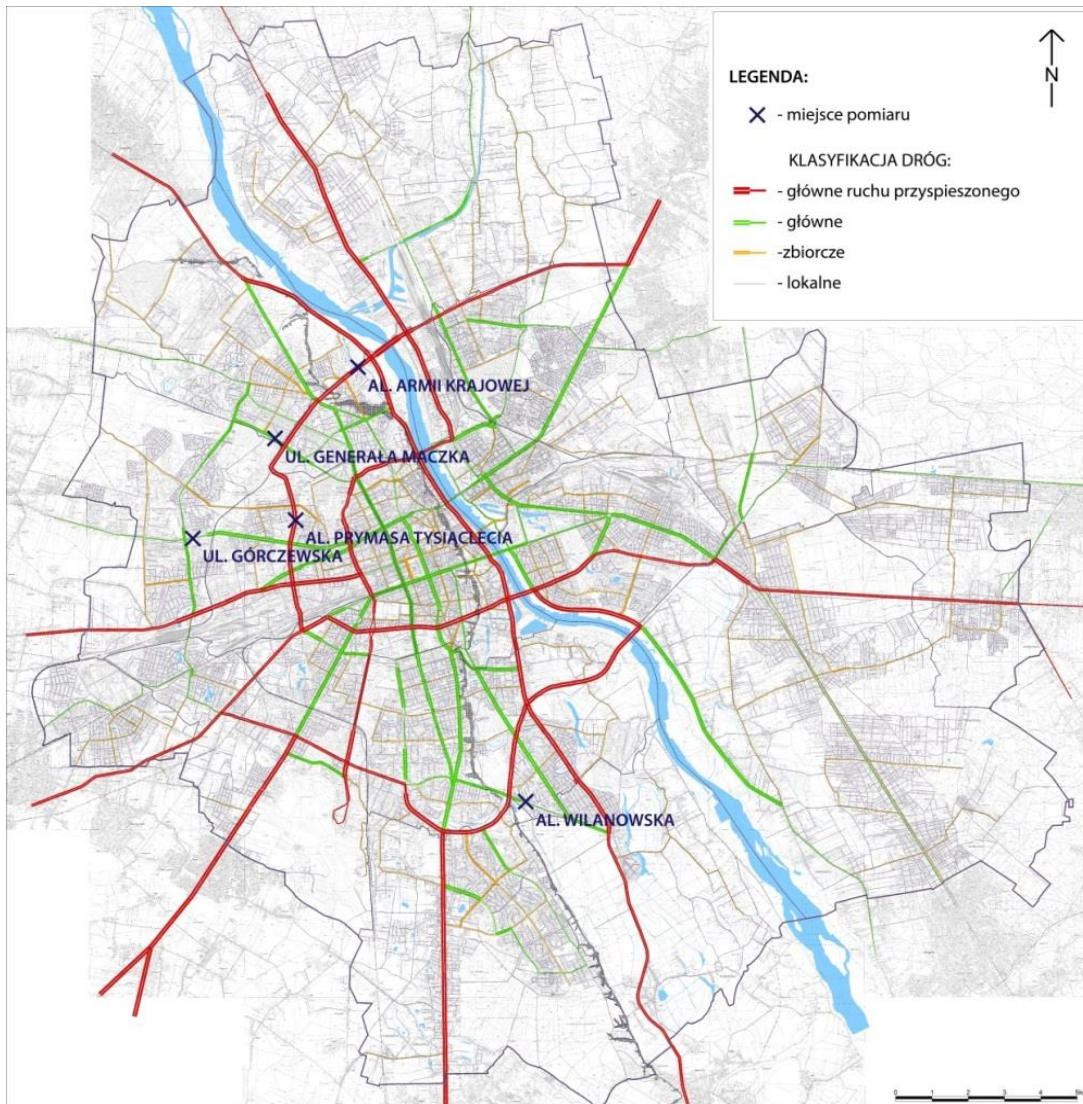 N
LEGENDA:
- miejsce pomiaru
KLASYFIKACJA DRÓG:
- główne ruchu przyspieszonego
- główne
-zbiorcze
- lokalne
AL. ARMII KRAJOWEJ
UL. GENERAŁA MACZKA
AL. PRYMASA TYSIĄCLECIA
UL. GÓRCZEWSKA
AL. WILANOWSKA
0 1 2 3 4